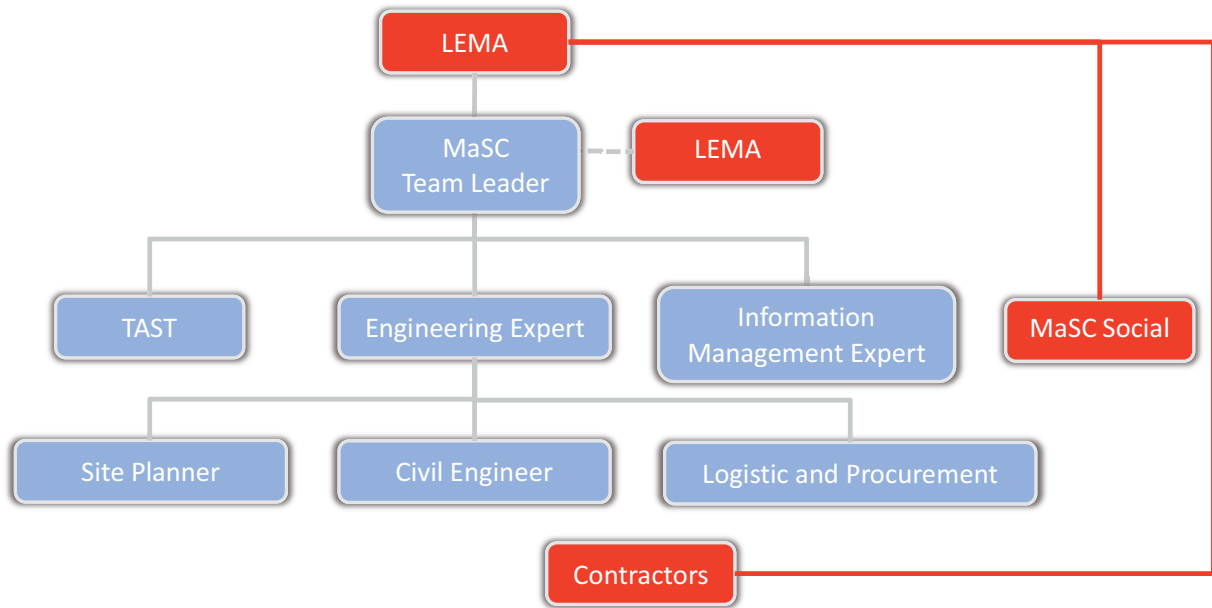 LEMA
MaSC
Team Leader
LEMA
TAST
Engineering Expert
Information
Management Expert
MaSC Social
Site Planner
Civil Engineer
Logistic and Procurement
Contractors